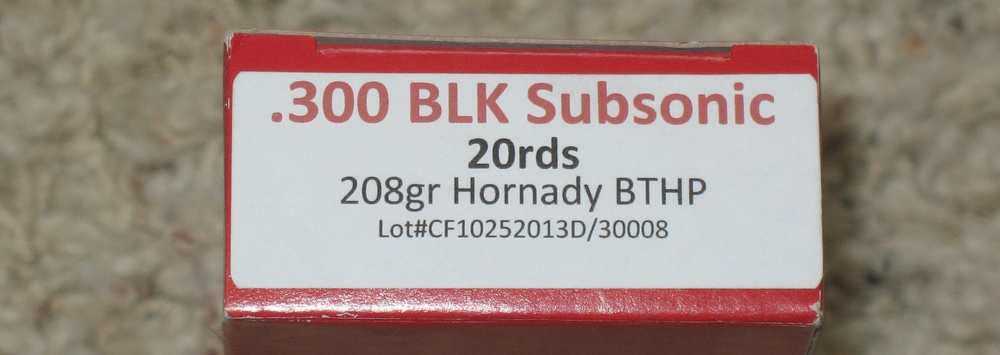 .300 BLK Subsonic
20rds
208gr Hornady BTHP
Lot#CF10252013D/30008